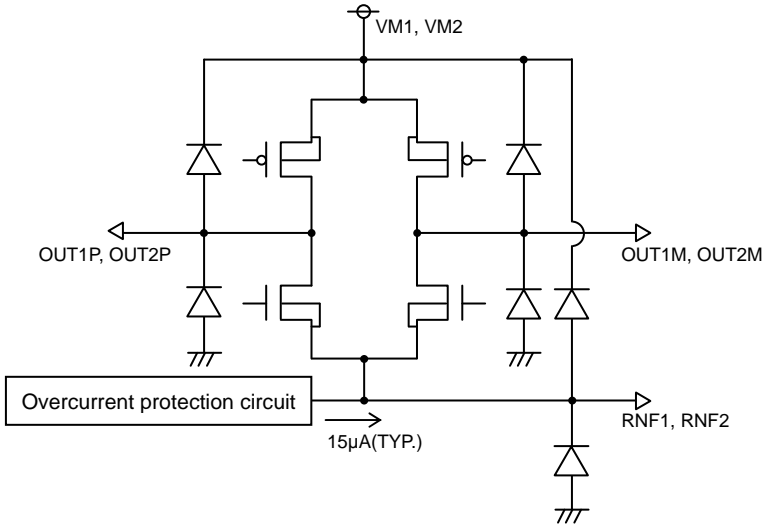 VM1, VM2
OUT1P, OUT2P
OUT1M, OUT2M
Overcurrent protection circuit
15µA(TYP.)
RNF1, RNF2